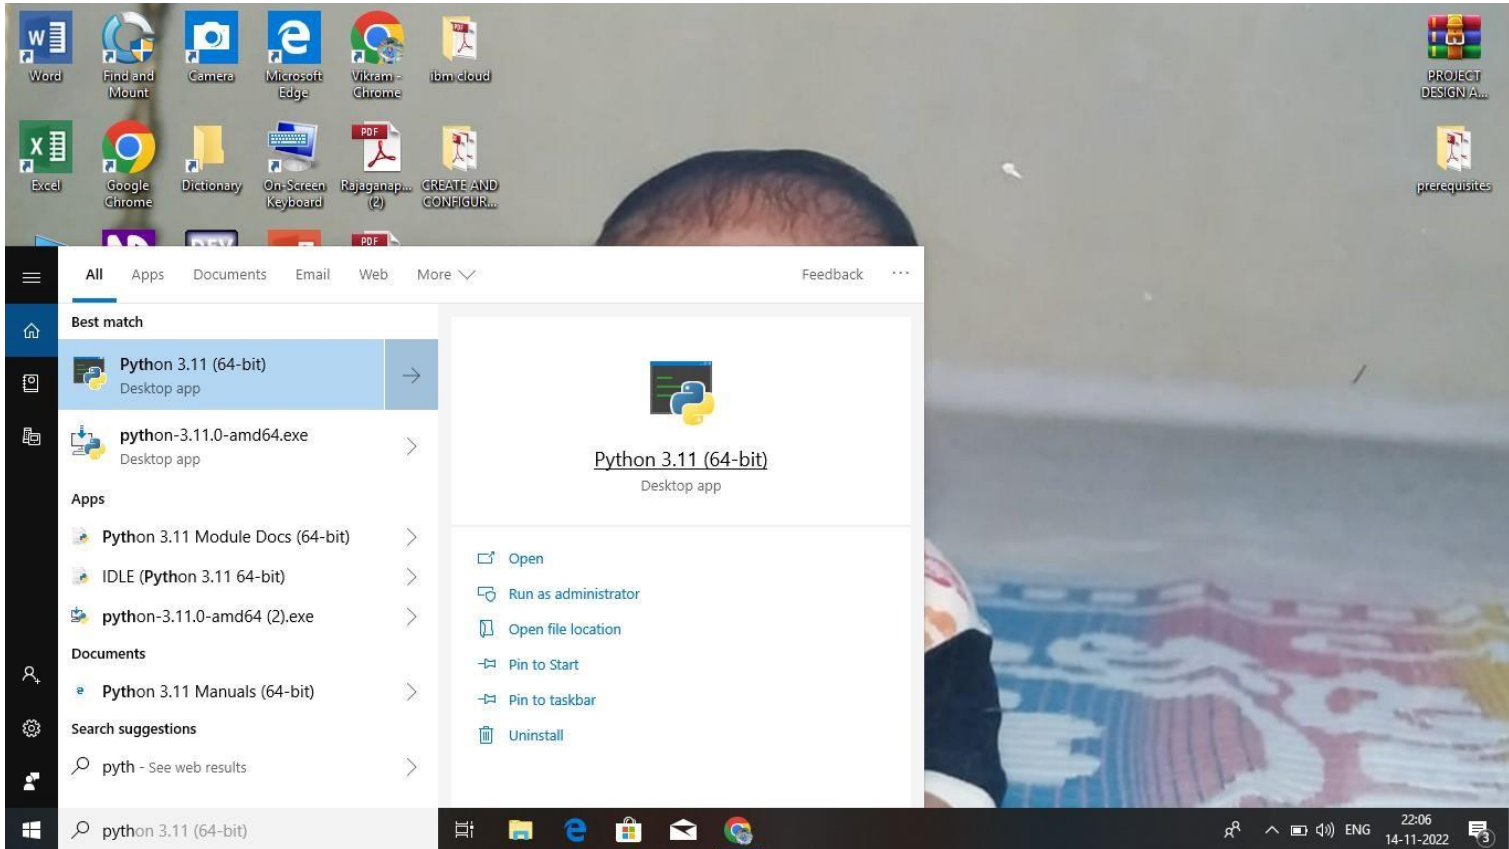 Word
Find and Mount
Camera
Microsoft Edge
Vikram - Chrome
ibm cloud
PROJECT DESIGN A...
Excel
Google Chrome
Dictionary
On-Screen Keyboard
Rajaganap... (2)
CREATE AND CONFIGUR...
prerequisites
PDF
PDF
PDF
DEV
All Apps Documents Email Web More Feedback ...
Best match
Python 3.11 (64-bit)
Desktop app
python-3.11.0-amd64.exe
Desktop app
Apps
Python 3.11 Module Docs (64-bit)
IDLE (Python 3.11 64-bit)
python-3.11.0-amd64 (2).exe
Documents
Python 3.11 Manuals (64-bit)
Search suggestions
pyth - See web results
python 3.11 (64-bit)
Python 3.11 (64-bit)
Desktop app
Open
Run as administrator
Open file location
Pin to Start
Pin to taskbar
Uninstall
ENG
22:06
14-11-2022
3